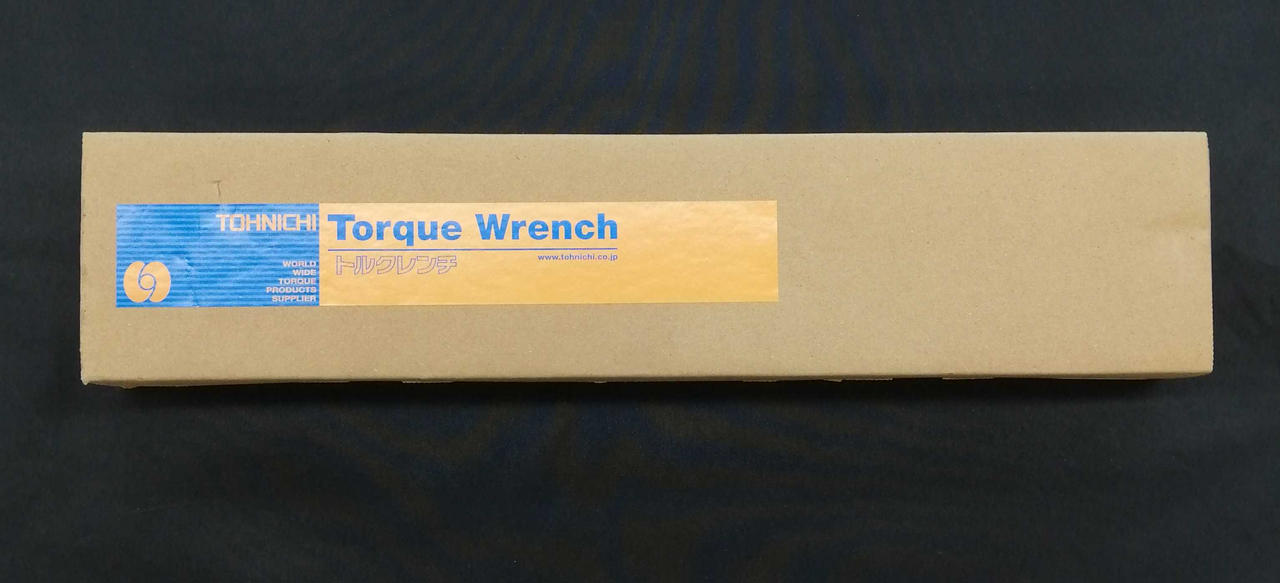 TOHNICHI
WORLD
WIDE
TORQUE
PRODUCTS
SUPPLIER
Torque Wrench
トルクレンチ
www.tohnichi.co.jp